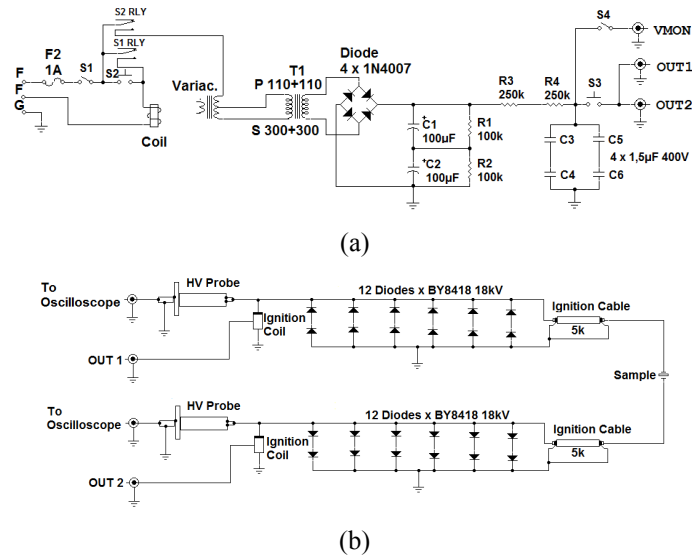 S2 RLY
S1 RLY
F2
1A
S1
S2
F
F
G
Coil
Variac.
T1
P 110+110
S 300+300
Diode
4 x 1N4007
C1
100µF
C2
100µF
R1
100k
R2
100k
R3
250k
R4
250k
S4
S3
VMON
OUT1
OUT2
C3
C5
4 x 1,5µF 400V
C4
C6
(a)
To
Oscilloscope
HV Probe
12 Diodes x BY8418 18kV
Ignition Cable
Ignition
Coil
5k
OUT 1
Sample
To
Oscilloscope
HV Probe
12 Diodes x BY8418 18kV
Ignition Cable
Ignition
Coil
5k
OUT 2
(b)